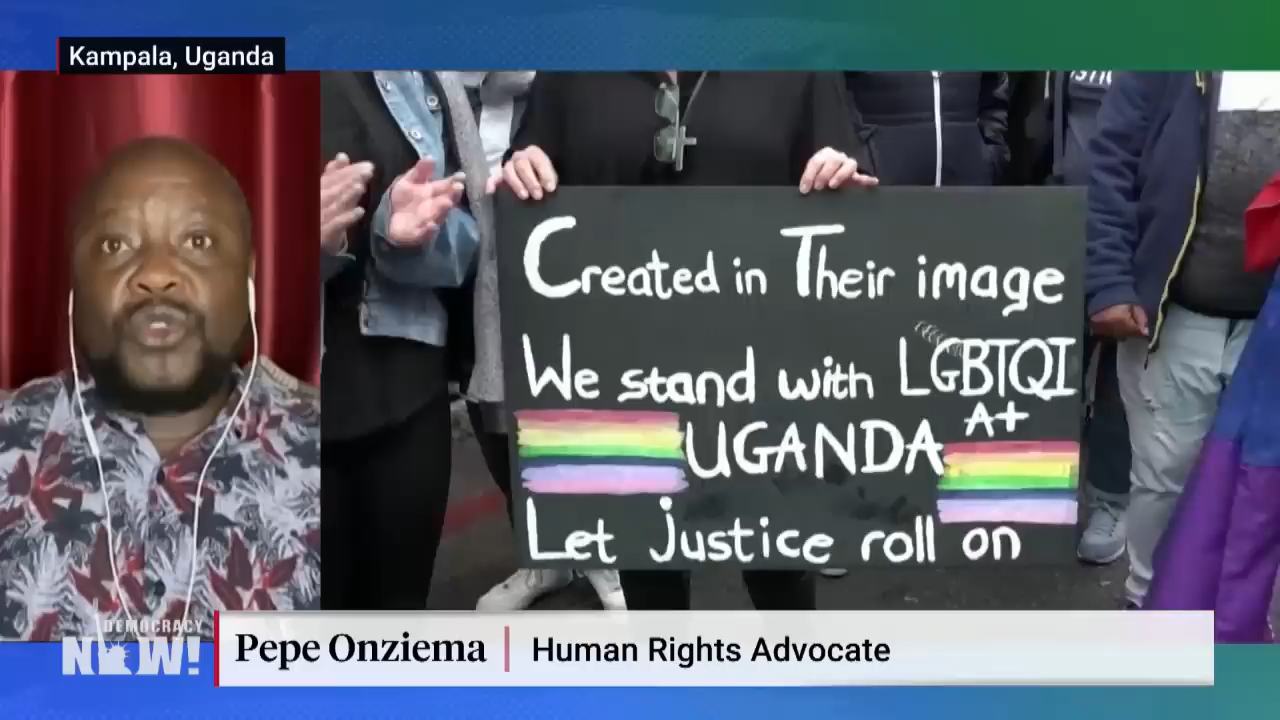 Kampala, Uganda
Created in Their image
We stand with LGBTQI
A+
UGANDA
Let justice roll on
DEMOCRACY
NOW!
Pepe Onziema | Human Rights Advocate